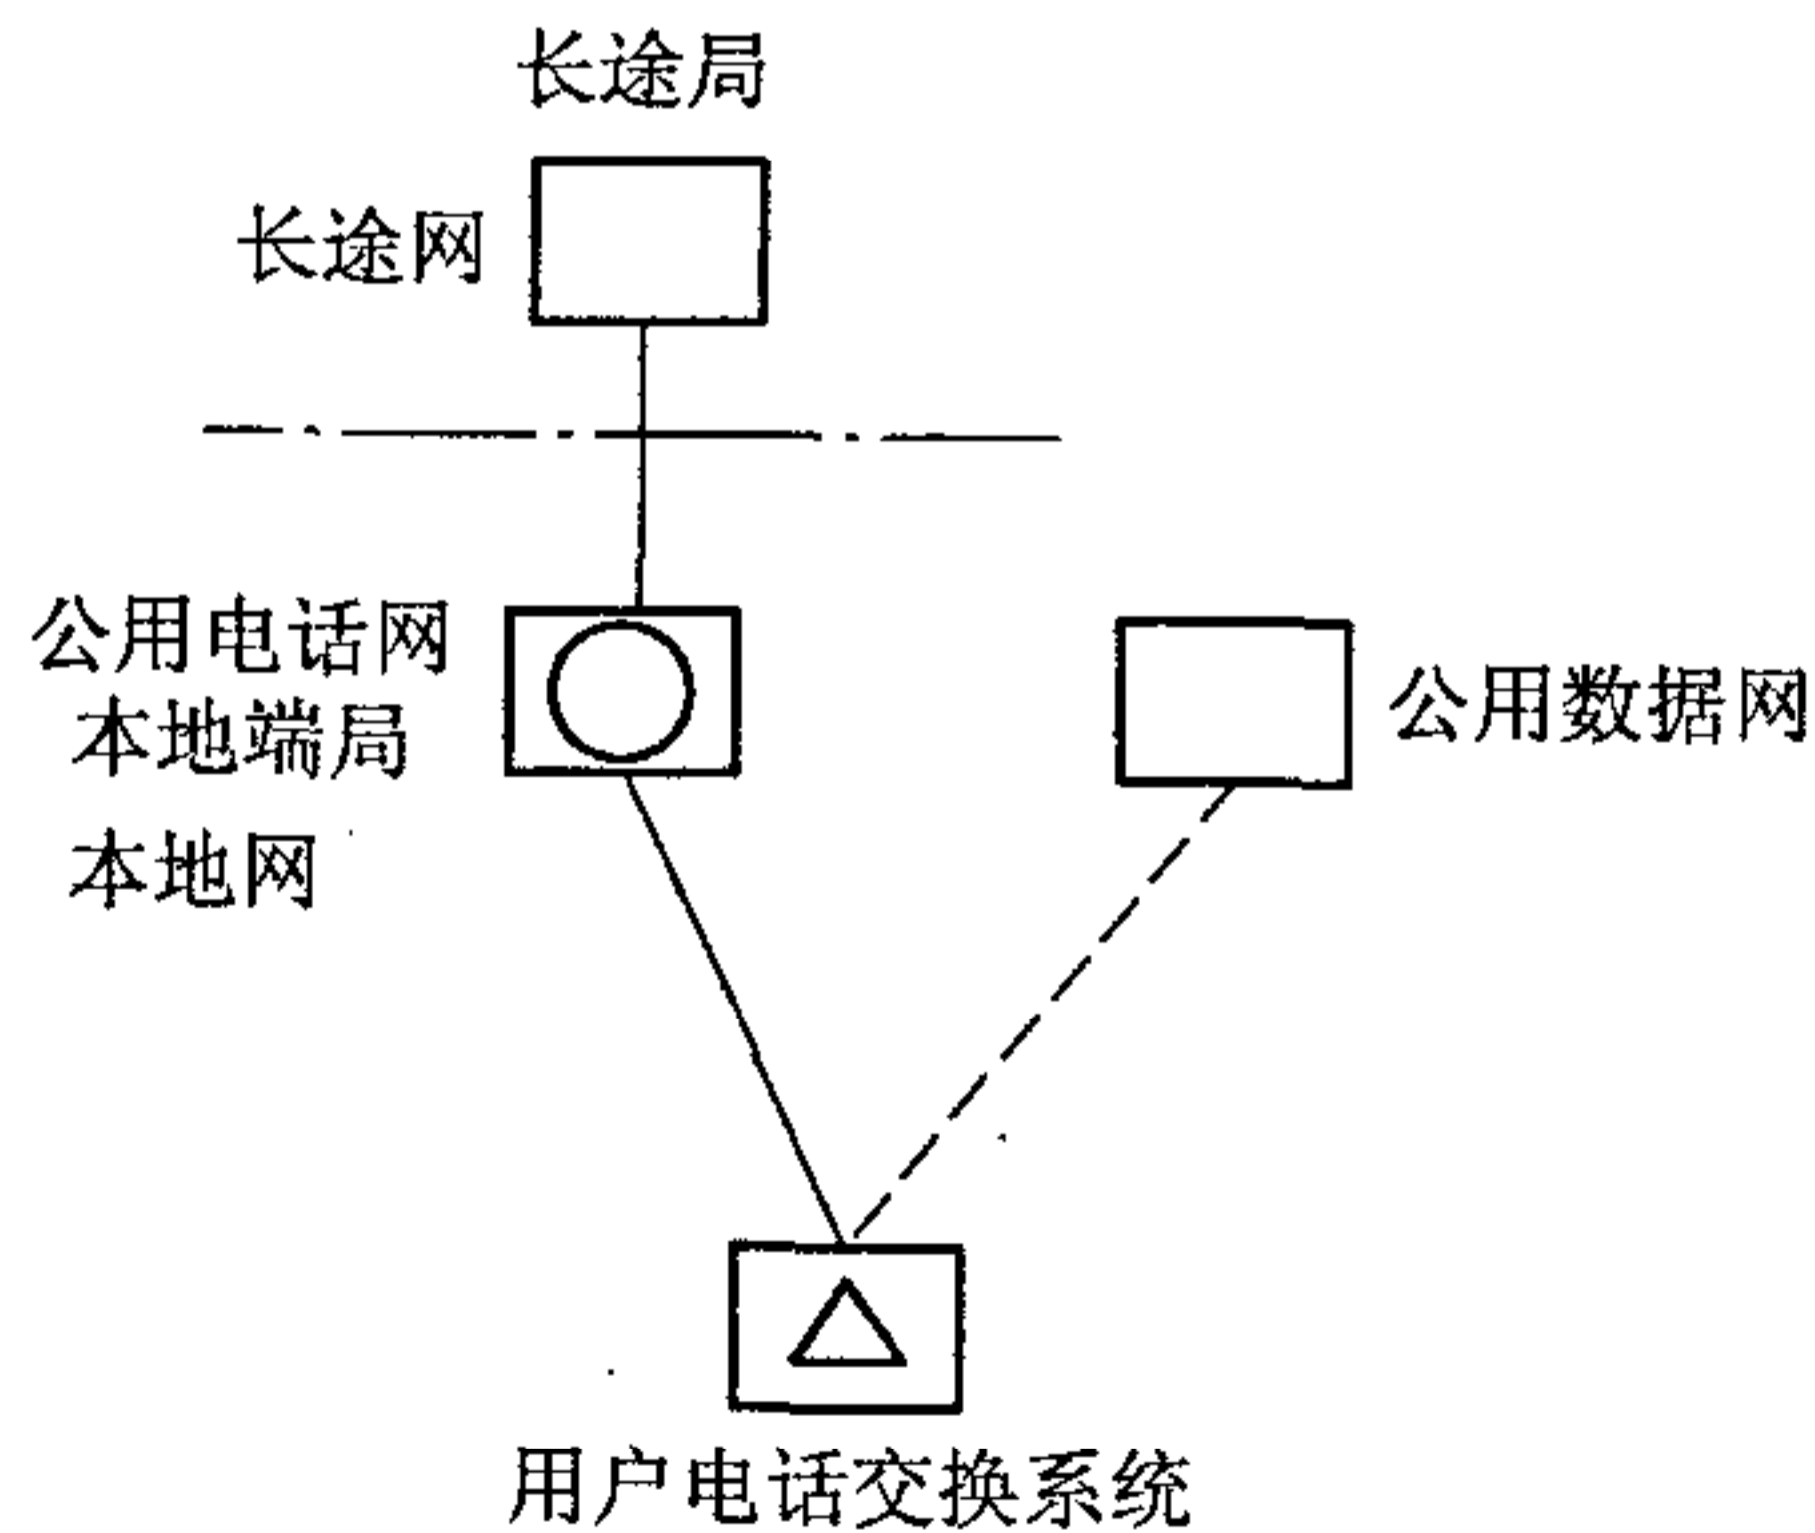 长途局
长途网
公用电话网
本地端局
公用数据网
本地网
用户电话交换系统